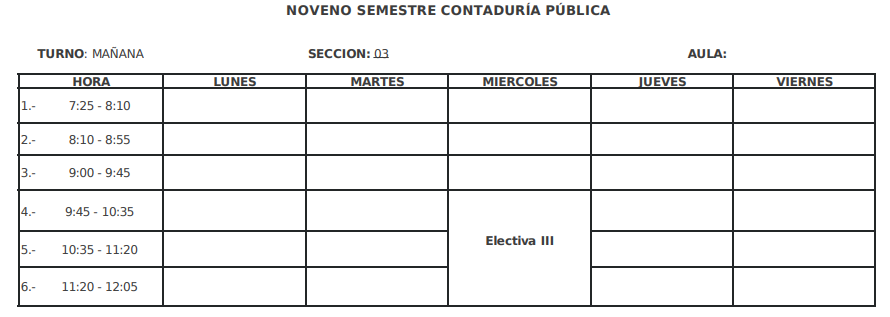 NOVENO SEMESTRE CONTADURÍA PÚBLICA
TURNO: MAÑANA SECCION: 03 AULA:
HORA LUNES MARTES MIERCOLES JUEVES VIERNES
1.- 7:25 - 8:10
2.- 8:10 - 8:55
3.- 9:00 - 9:45
4.- 9:45 - 10:35
Electiva III
5.- 10:35 - 11:20
6.- 11:20 - 12:05